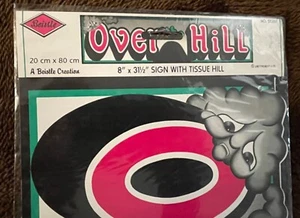 Beistle
Over Hill
20 cm x 80 cm
A Beistle Creation
8" x 31½" SIGN WITH TISSUE HILL
O